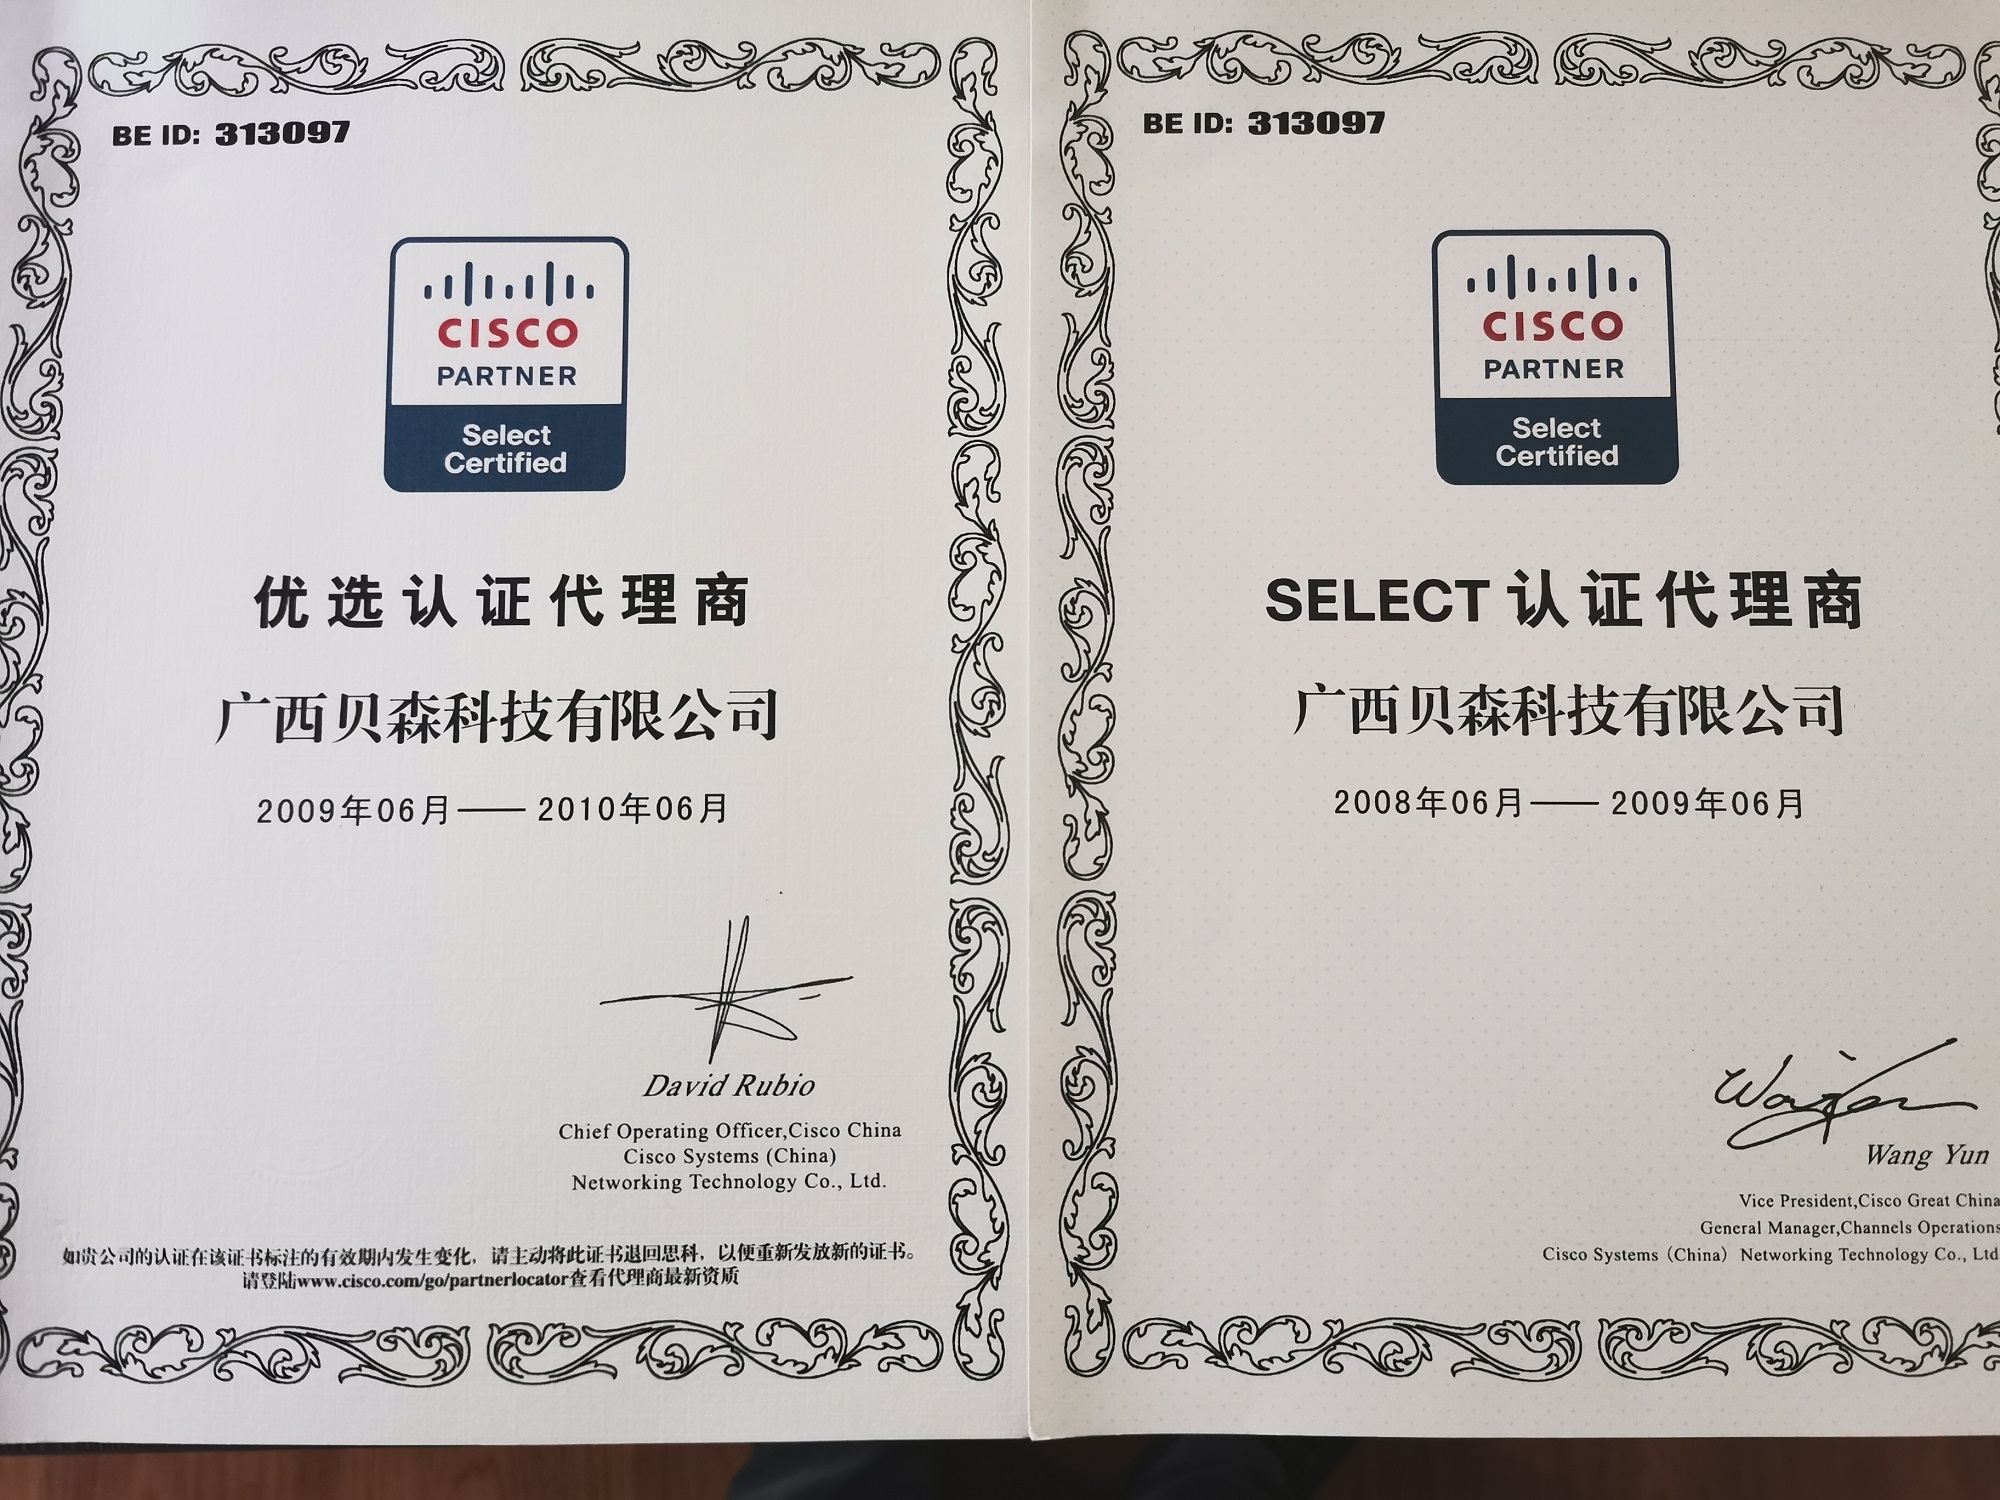 BE ID: 313097
CISCO
PARTNER
Select
Certified
优选认证代理商
广西贝森科技有限公司
2009年06月——2010年06月
David Rubio
Chief Operating Officer,Cisco China
Cisco Systems (China)
Networking Technology Co., Ltd.
如贵公司的认证在该证书标注的有效期内发生变化，请主动将此证书退回思科，以便重新发放新的证书。
请登陆www.cisco.com/go/partnerlocator查看代理商最新资质
BE ID: 313097
CISCO
PARTNER
Select
Certified
SELECT认证代理商
广西贝森科技有限公司
2008年06月——2009年06月
Wang Yun
Vice President,Cisco Great China
General Manager,Channels Operations
Cisco Systems (China) Networking Technology Co., Ltd